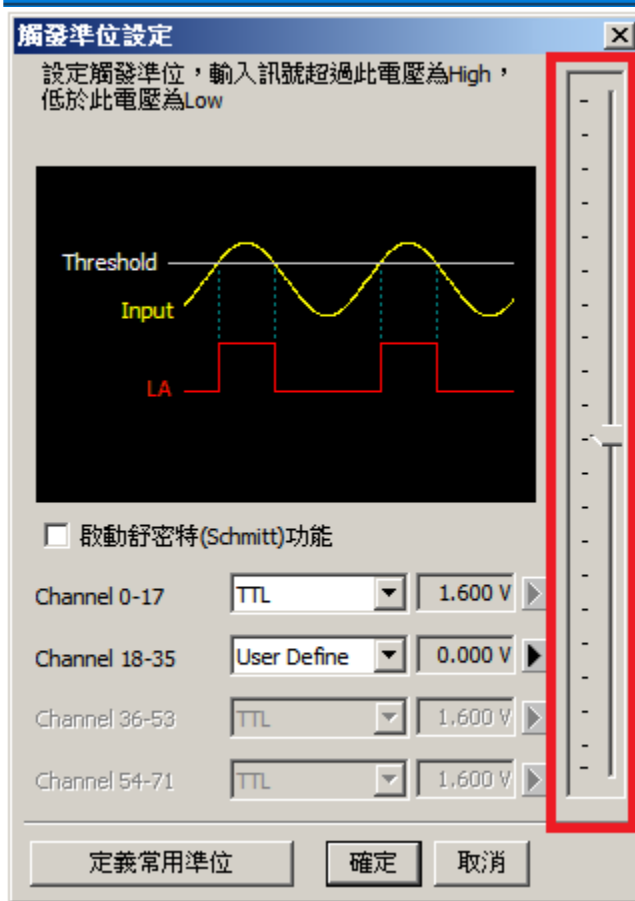 觸發準位設定
設定觸發準位，輸入訊號超過此電壓為High，
低於此電壓為Low
Threshold
Input
LA
啟動舒密特(Schmitt)功能
Channel 0-17 TTL 1.600 V
Channel 18-35 User Define 0.000 V
Channel 36-53 TTL 1.600 V
Channel 54-71 TTL 1.600 V
定義常用準位 確定 取消